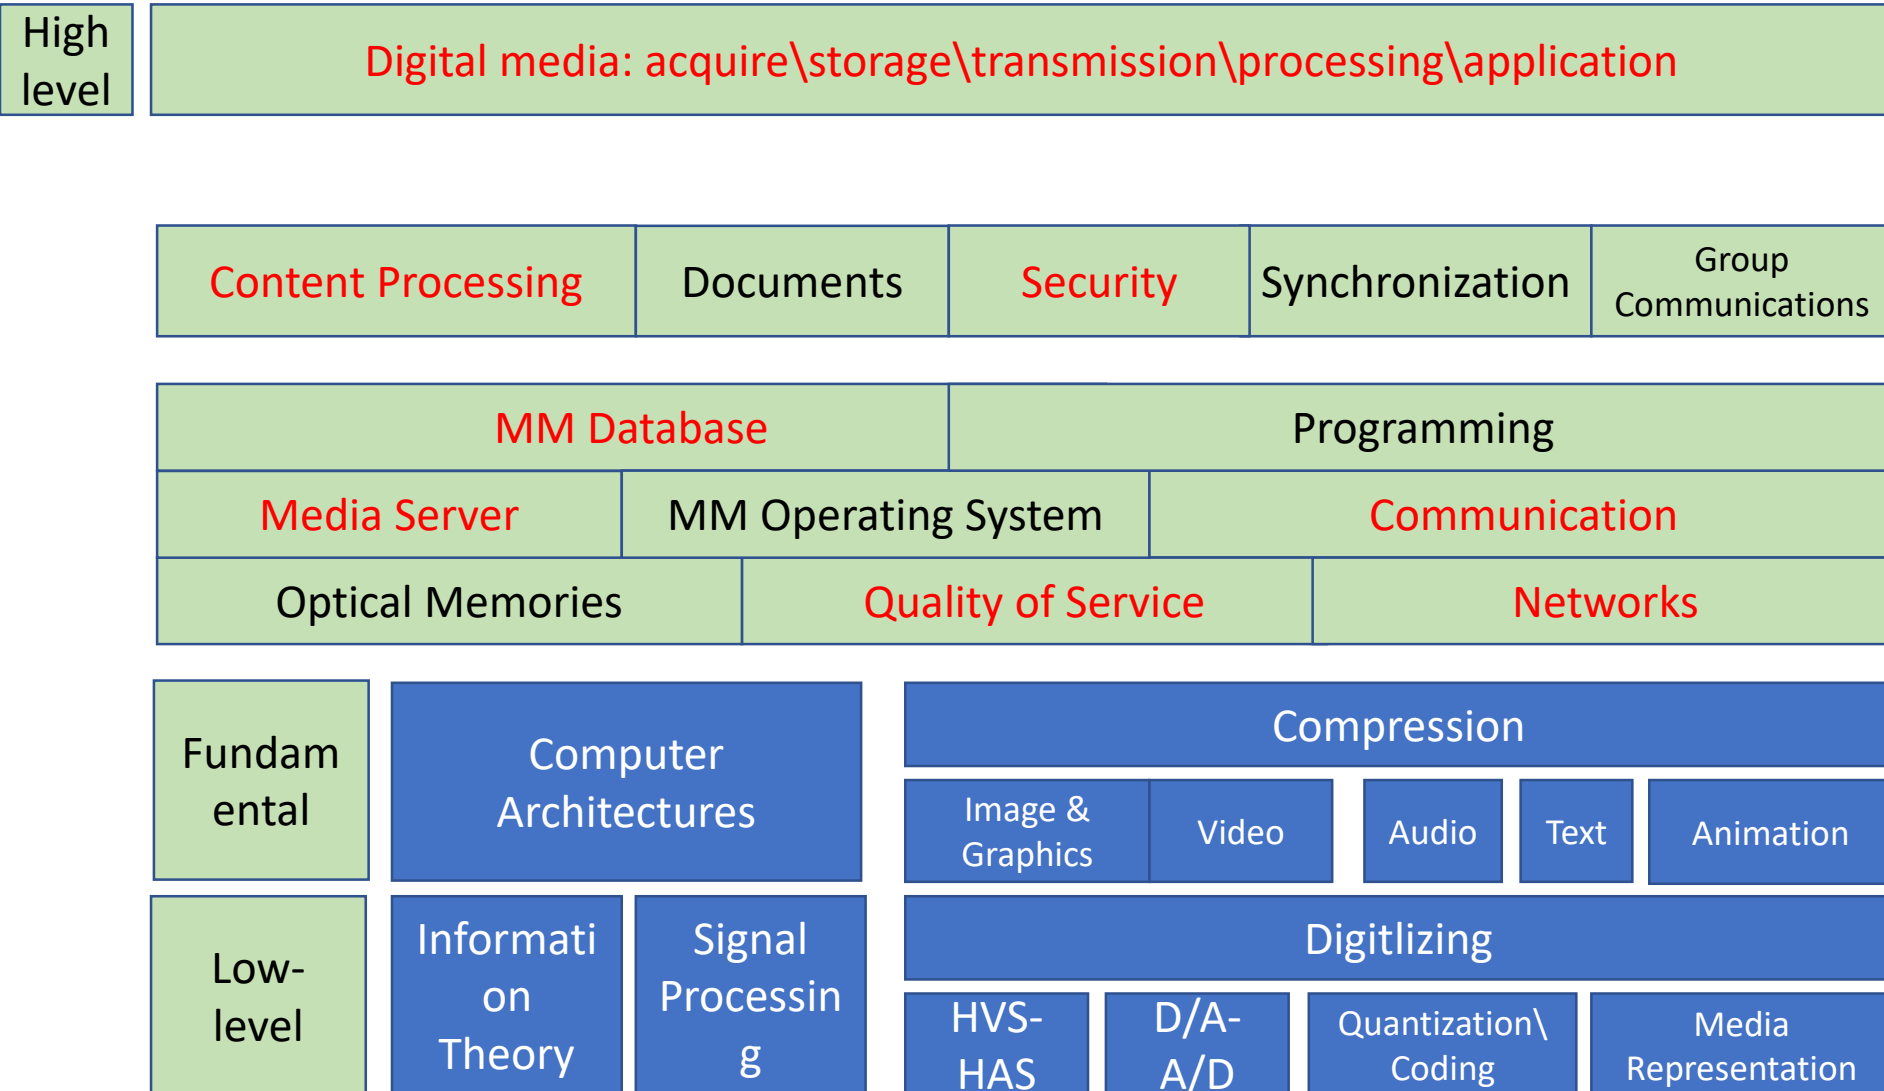 High
level
Digital media: acquire\storage\transmission\processing\application
Content Processing
Documents
Security
Synchronization
Group
Communications
MM Database
Programming
Media Server
MM Operating System
Communication
Optical Memories
Quality of Service
Networks
Fundam
ental
Computer
Architectures
Compression
Image &
Graphics
Video
Audio
Text
Animation
Low-
level
Informati
on
Theory
Signal
Processin
g
Digitlizing
HVS-
HAS
D/A-
A/D
Quantization\
Coding
Media
Representation